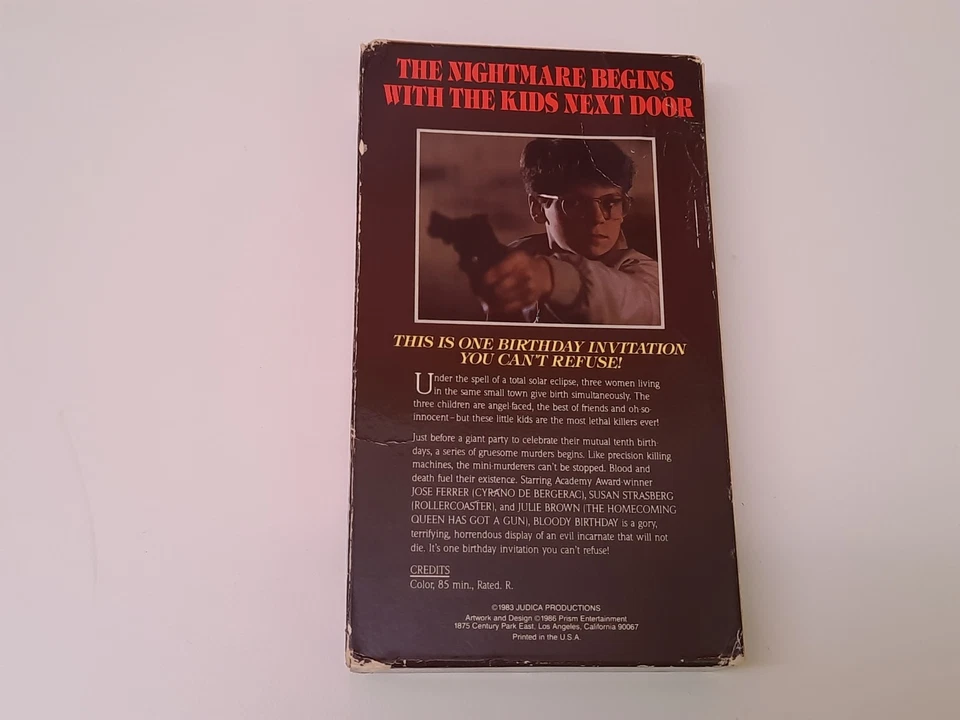 THE NIGHTMARE BEGINS
WITH THE KIDS NEXT DOOR
THIS IS ONE BIRTHDAY INVITATION
YOU CAN'T REFUSE!
Under the spell of a total solar eclipse, three women living
in the same small town give birth simultaneously. The
three children are angel-faced, the best of friends and oh-so-
innocent–but these little kids are the most lethal killers ever!
Just before a giant party to celebrate their mutual tenth birth
days, a series of gruesome murders begins. Like precision killing
machines, the mini-murderers can't be stopped. Blood and
death fuel their existence. Starring Academy Award-winner
JOSE FERRER (CYRANO DE BERGERAC), SUSAN STRASBERG
(ROLLERCOASTER), and JULIE BROWN (THE HOMECOMING
QUEEN HAS GOT A GUN), BLOODY BIRTHDAY is a gory,
terrifying, horrendous display of an evil incarnate that will not
die. It's one birthday invitation you can't refuse!
CREDITS
Color, 85 min., Rated. R.
©1983 JUDICA PRODUCTIONS
Artwork and Design ©1986 Prism Entertainment
1875 Century Park East, Los Angeles, California 90067
Printed in the U.S.A.